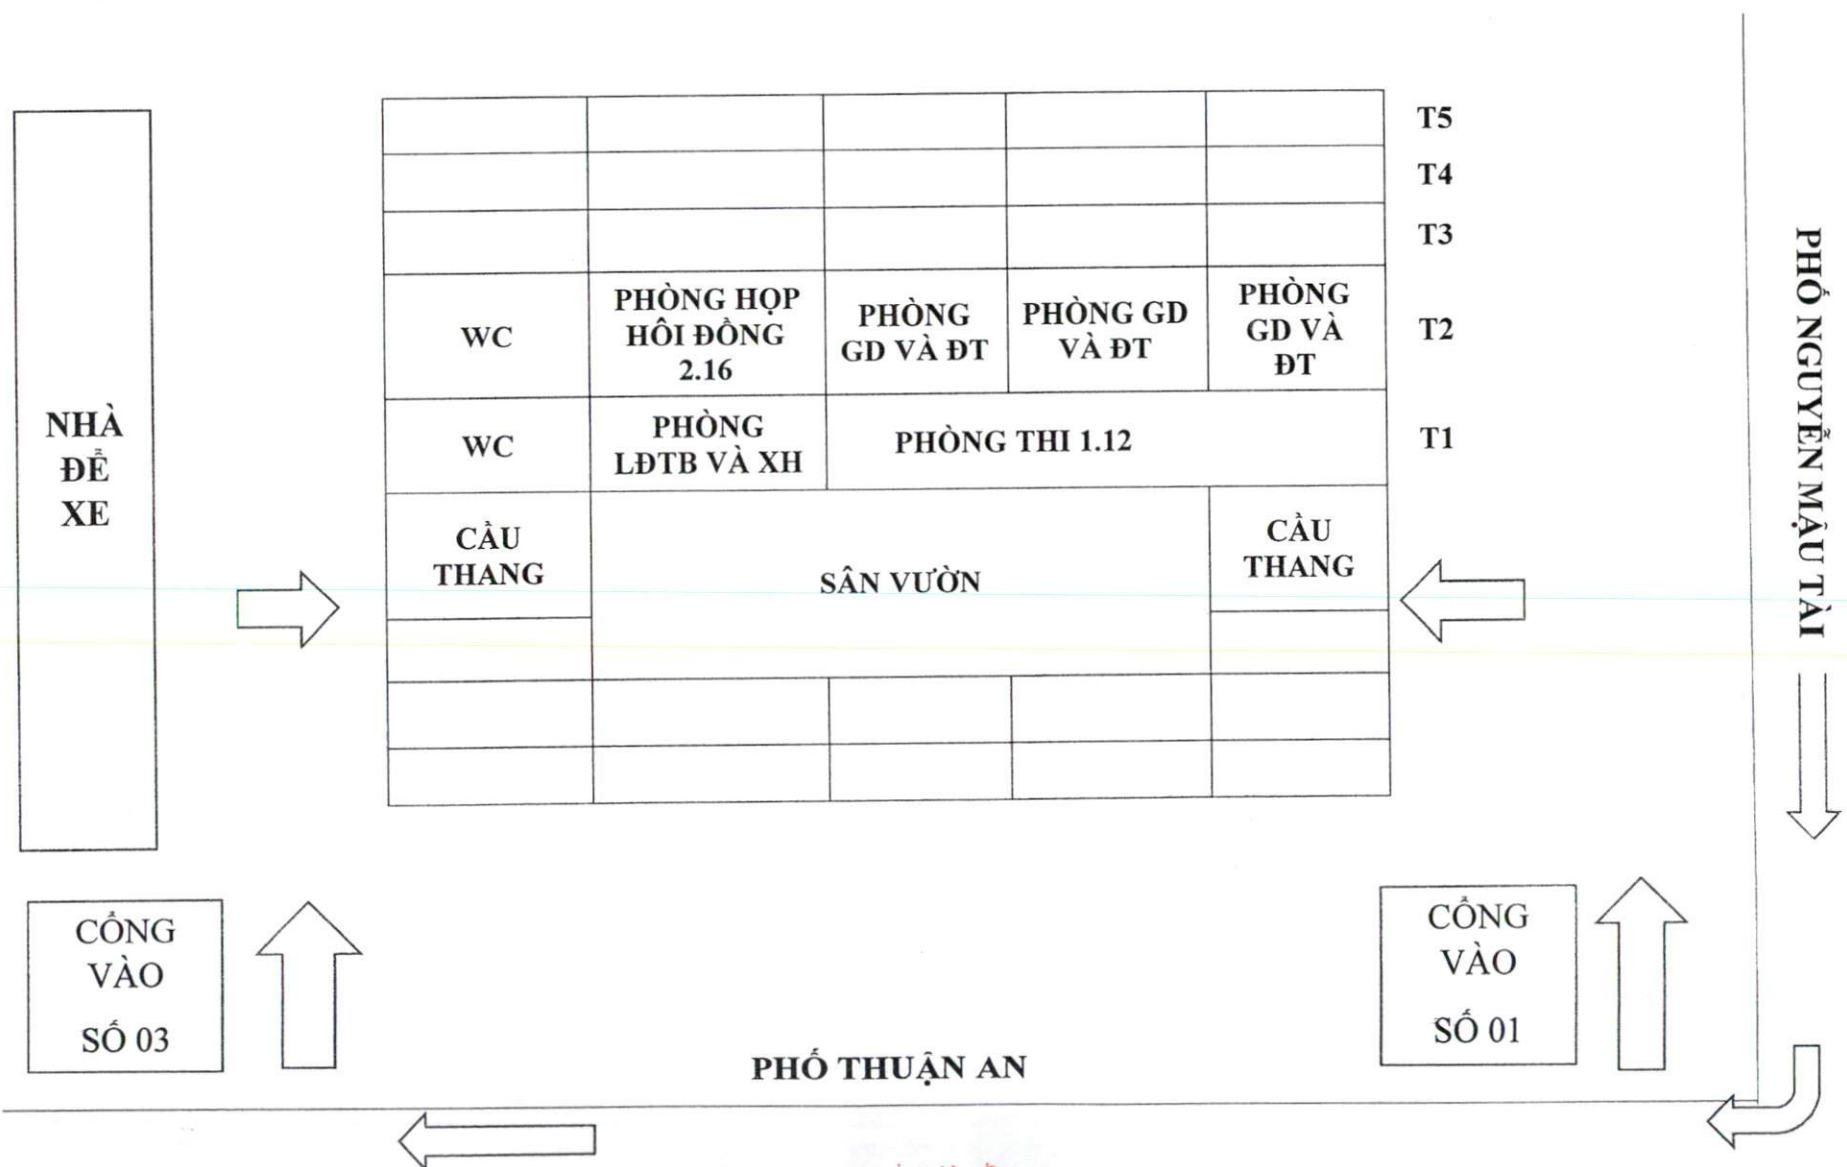 T5
T4
T3
PHÒNG HỌP
HÔI ĐỒNG
2.16
PHÒNG
GD VÀ ĐT
PHÒNG GD
VÀ ĐT
PHÒNG
GD VÀ
ĐT
WC
T2
WC
PHÒNG
LĐTB VÀ XH
PHÒNG THI 1.12
T1
NHÀ
ĐỂ
XE
CẦU
THANG
SÂN VƯỜN
CẦU
THANG
PHỐ NGUYỄN MẬU TÀI
CỔNG
VÀO
SỐ 03
CỔNG
VÀO
SỐ 01
PHỐ THUẬN AN